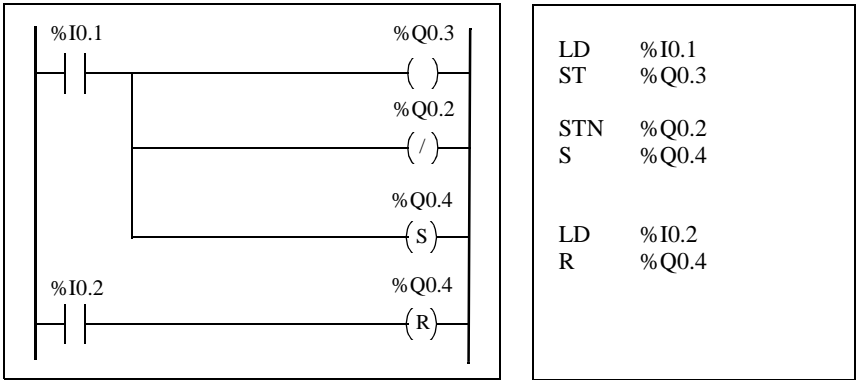 %I0.1 %Q0.3
( )
%Q0.2
( / )
%Q0.4
( S )
%I0.2 %Q0.4
( R )
LD %I0.1
ST %Q0.3
STN %Q0.2
S %Q0.4
LD %I0.2
R %Q0.4